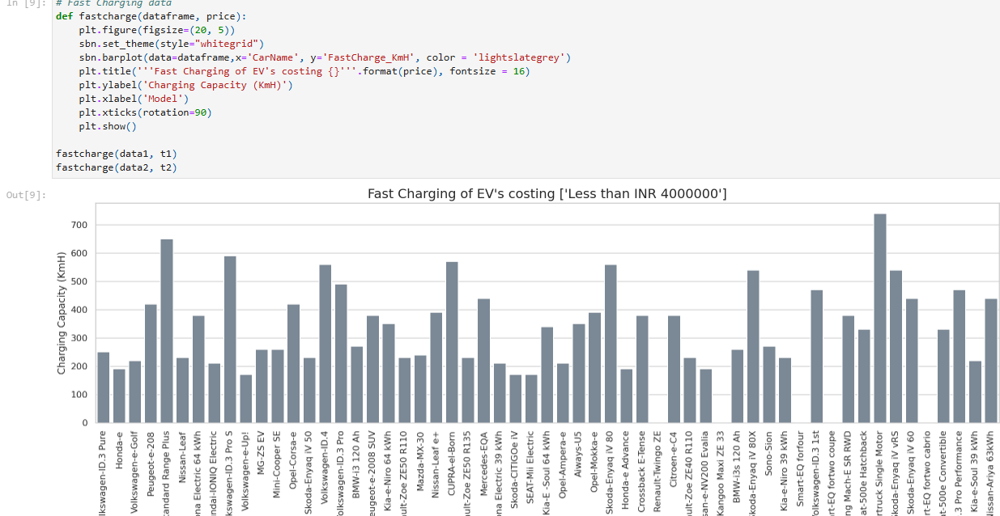 In [9]:
# Fast Charging data
def fastcharge(dataframe, price):
plt.figure(figsize=(20, 5))
sbn.set_theme(style="whitegrid")
sbn.barplot(data=dataframe,x='CarName', y='FastCharge_KmH', color = 'lightslategrey')
plt.title('''Fast Charging of EV's costing {}'''.format(price), fontsize = 16)
plt.ylabel('Charging Capacity (KmH)')
plt.xlabel('Model')
plt.xticks(rotation=90)
plt.show()
fastcharge(data1, t1)
fastcharge(data2, t2)
Out[9]:
Fast Charging of EV's costing ['Less than INR 4000000']
Charging Capacity (KmH)
700
600
500
400
300
200
100
0
lkswagen-ID.3 Pure
Honda-e
Volkswagen-e-Golf
Peugeot-e-208
tandard Range Plus
Nissan-Leaf
ona Electric 64 kWh
ndai-IONIQ Electric
kswagen-ID.3 Pro S
Volkswagen-e-Up!
MG-ZS EV
Mini-Cooper SE
Opel-Corsa-e
Skoda-Enyaq iV 50
Volkswagen-ID.4
olkswagen-ID.3 Pro
BMW-i3 120 Ah
eugeot-e-2008 SUV
Kia-e-Niro 64 kWh
ult-Zoe ZE50 R110
Mazda-MX-30
Nissan-Leaf e+
CUPRA-el-Born
ult-Zoe ZE50 R135
Mercedes-EQA
na Electric 39 kWh
Skoda-CITIGOe iV
SEAT-Mii Electric
Kia-E -Soul 64 kWh
Opel-Ampera-e
Aiways-U5
Opel-Mokka-e
Skoda-Enyaq iV 80
Honda-e Advance
Crossback E-Tense
Renault-Twingo ZE
Citroen-e-C4
ult-Zoe ZE40 R110
san-e-NV200 Evalia
Kangoo Maxi ZE 33
BMW-i3s 120 Ah
koda-Enyaq iV 80X
Sono-Sion
Kia-e-Niro 39 kWh
Smart-EQ forfour
olkswagen-ID.3 1st
rt-EQ fortwo coupe
ng Mach-E SR RWD
at-500e Hatchback
rtruck Single Motor
koda-Enyaq iV vRS
Skoda-Enyaq iV 60
rt-EQ fortwo cabrio
at-500e Convertible
.3 Pro Performance
Kia-e-Soul 39 kWh
lissan-Ariya 63kWh